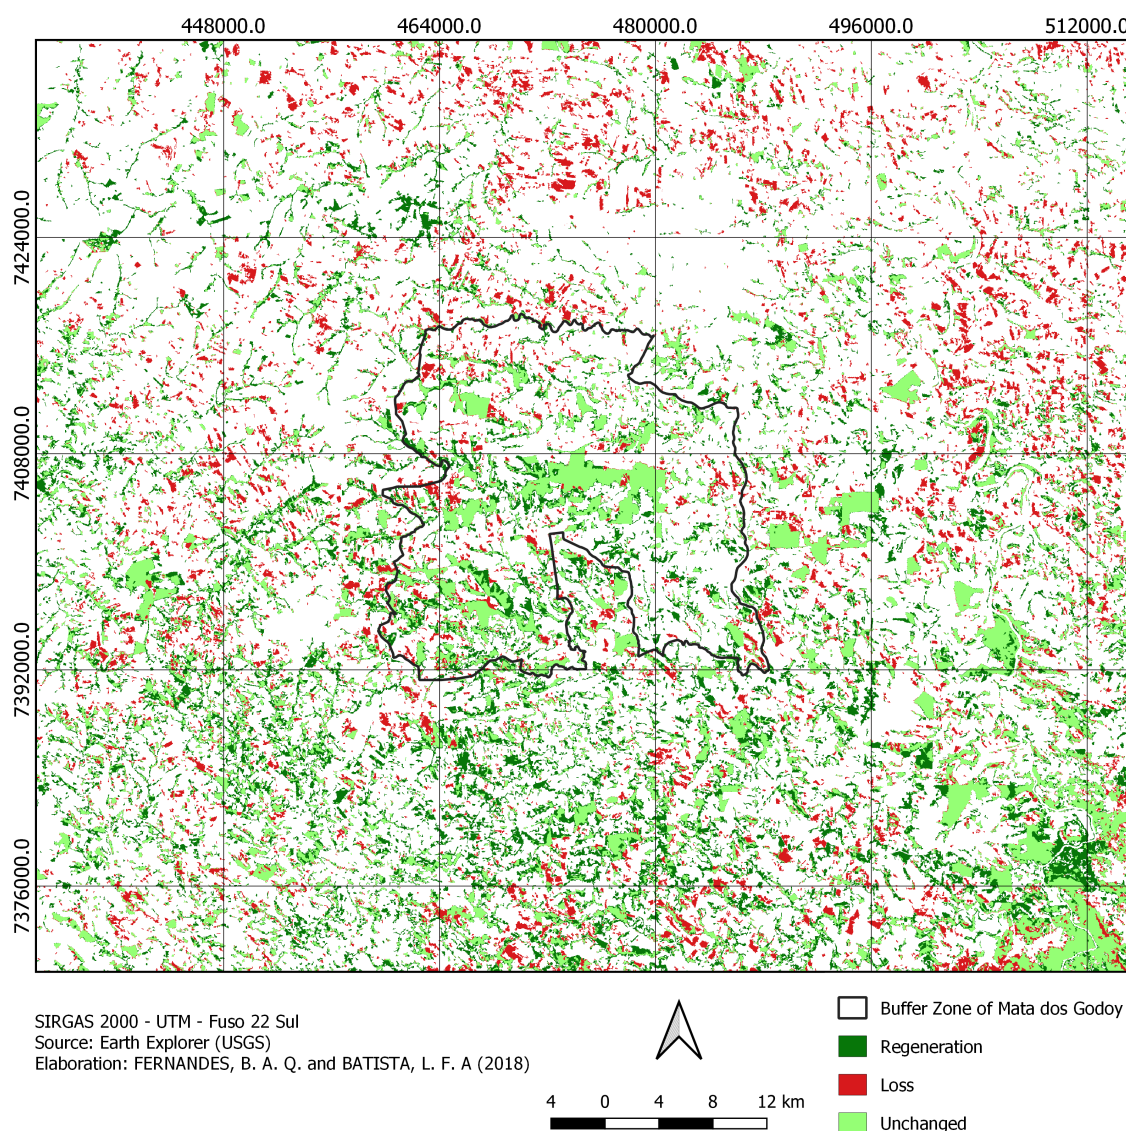 448000.0 464000.0 480000.0 496000.0 512000.0
7424000.0
7408000.0
7392000.0
7376000.0
SIRGAS 2000 - UTM - Fuso 22 Sul
Source: Earth Explorer (USGS)
Elaboration: FERNANDES, B. A. Q. and BATISTA, L. F. A (2018)
4 0 4 8 12 km
Buffer Zone of Mata dos Godoy
Regeneration
Loss
Unchanged